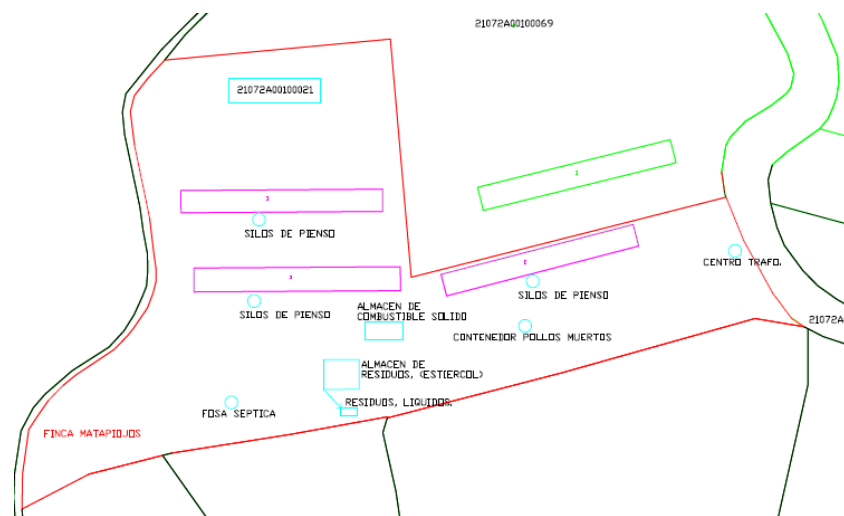 21072A00100069
21072A00100021
SILOS DE PIENSO
CENTRO TRAFO.
SILOS DE PIENSO
SILOS DE PIENSO
ALMACEN DE
COMBUSTIBLE SOLIDO
21072A
CONTENEDOR POLLOS MUERTOS
ALMACEN DE
RESIDUOS, (ESTIERCOL)
RESIDUOS, LIQUIDOS.
FOSA SEPTICA
FINCA MATAPIOJOS